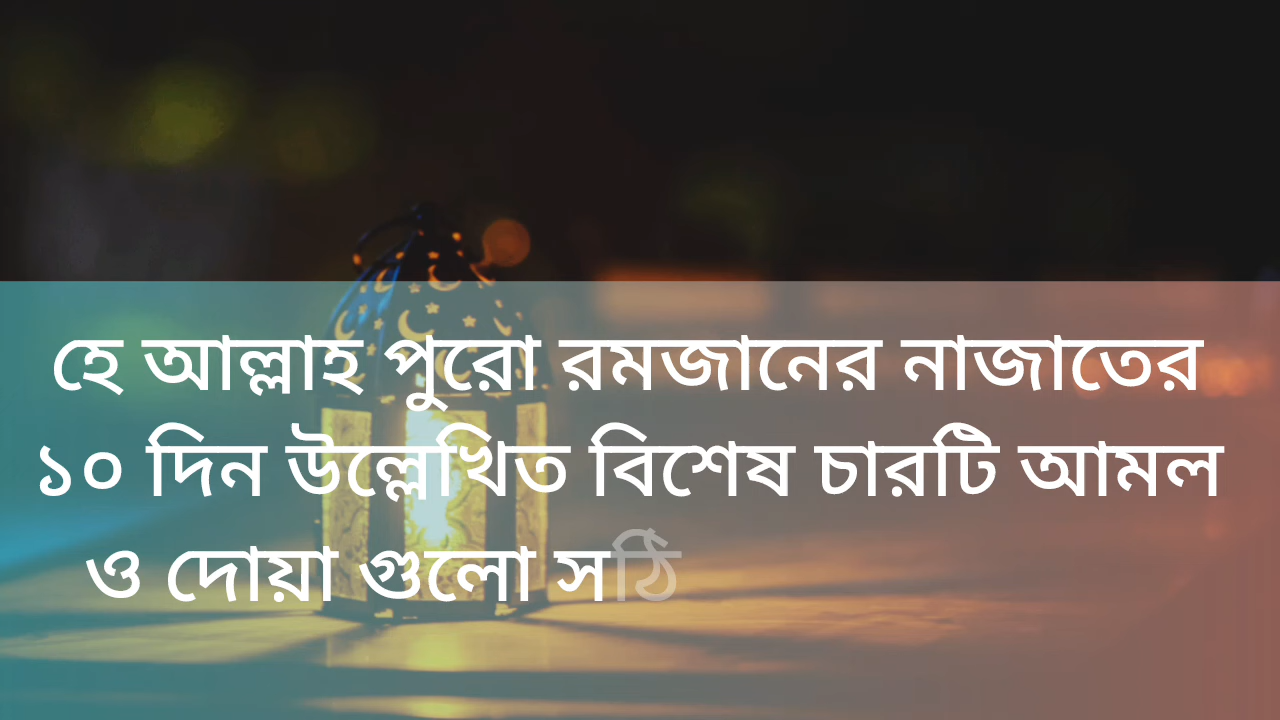 হে আল্লাহ পুরো রমজানের নাজাতের
১০ দিন উল্লেখিত বিশেষ চারটি আমল
ও দোয়া গুলো সঠি